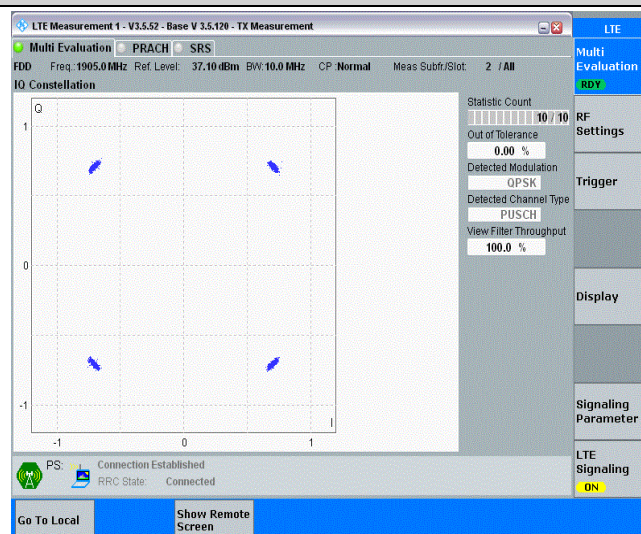 LTE Measurement 1 - V3.5.52 - Base V 3.5.120 - TX Measurement
LTE
Multi Evaluation PRACH SRS
Multi
Evaluation
RDY
FDD Freq.:1905.0 MHz Ref. Level: 37.10 dBm BW:10.0 MHz CP :Normal Meas Subfr./Slot: 2 / All
IQ Constellation
Q
1
0
-1
-1 0 1
I
Statistic Count
10 / 10
Out of Tolerance
0.00 %
Detected Modulation
QPSK
Detected Channel Type
PUSCH
View Filter Throughput
100.0 %
RF
Settings
Trigger
Display
Signaling
Parameter
LTE
Signaling
ON
PS: Connection Established
RRC State: Connected
Go To Local
Show Remote
Screen